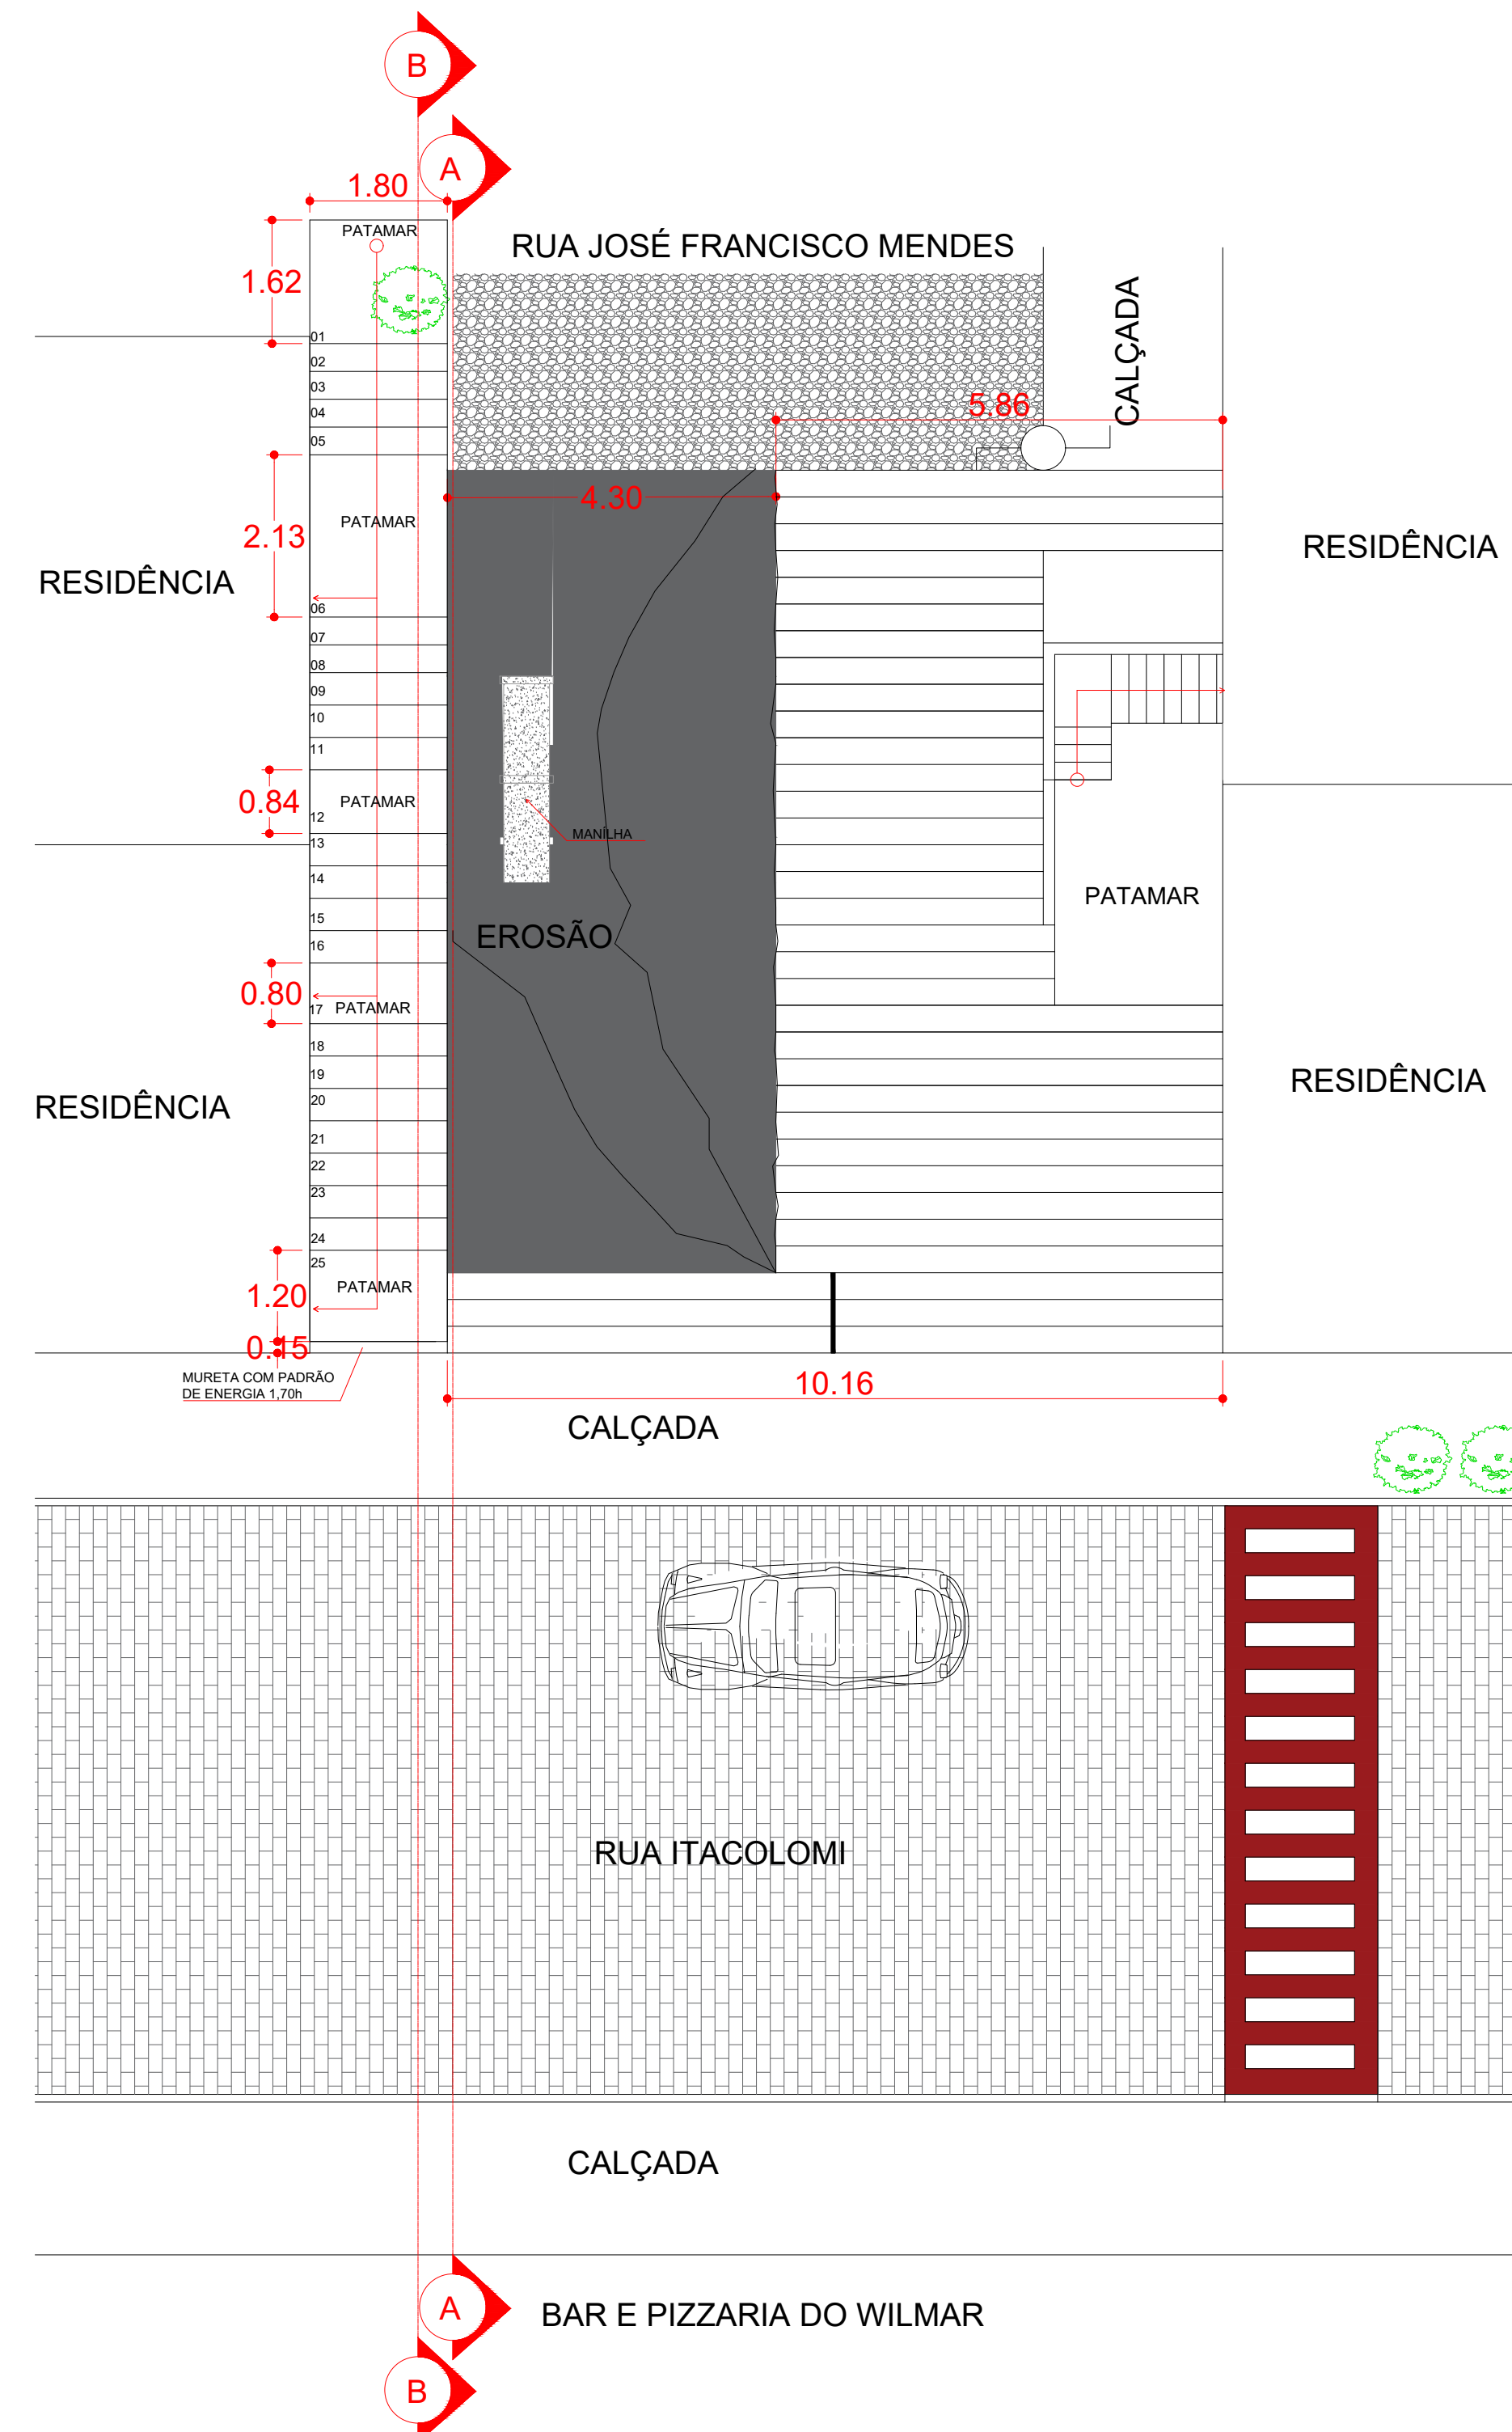 B
A
1.80
PATAMAR
RUA JOSÉ FRANCISCO MENDES
1.62
CALÇADA
01
02
03
04
05
5.86
4.30
PATAMAR
2.13
RESIDÊNCIA
RESIDÊNCIA
06
07
08
09
10
11
0.84
PATAMAR
12
13
MANILHA
14
15
16
EROSÃO
PATAMAR
0.80
17
PATAMAR
18
19
20
21
22
23
24
25
RESIDÊNCIA
RESIDÊNCIA
1.20
PATAMAR
0.15
MURETA COM PADRÃO
DE ENERGIA 1,70h
10.16
CALÇADA
RUA ITACOLOMI
CALÇADA
A
BAR E PIZZARIA DO WILMAR
B